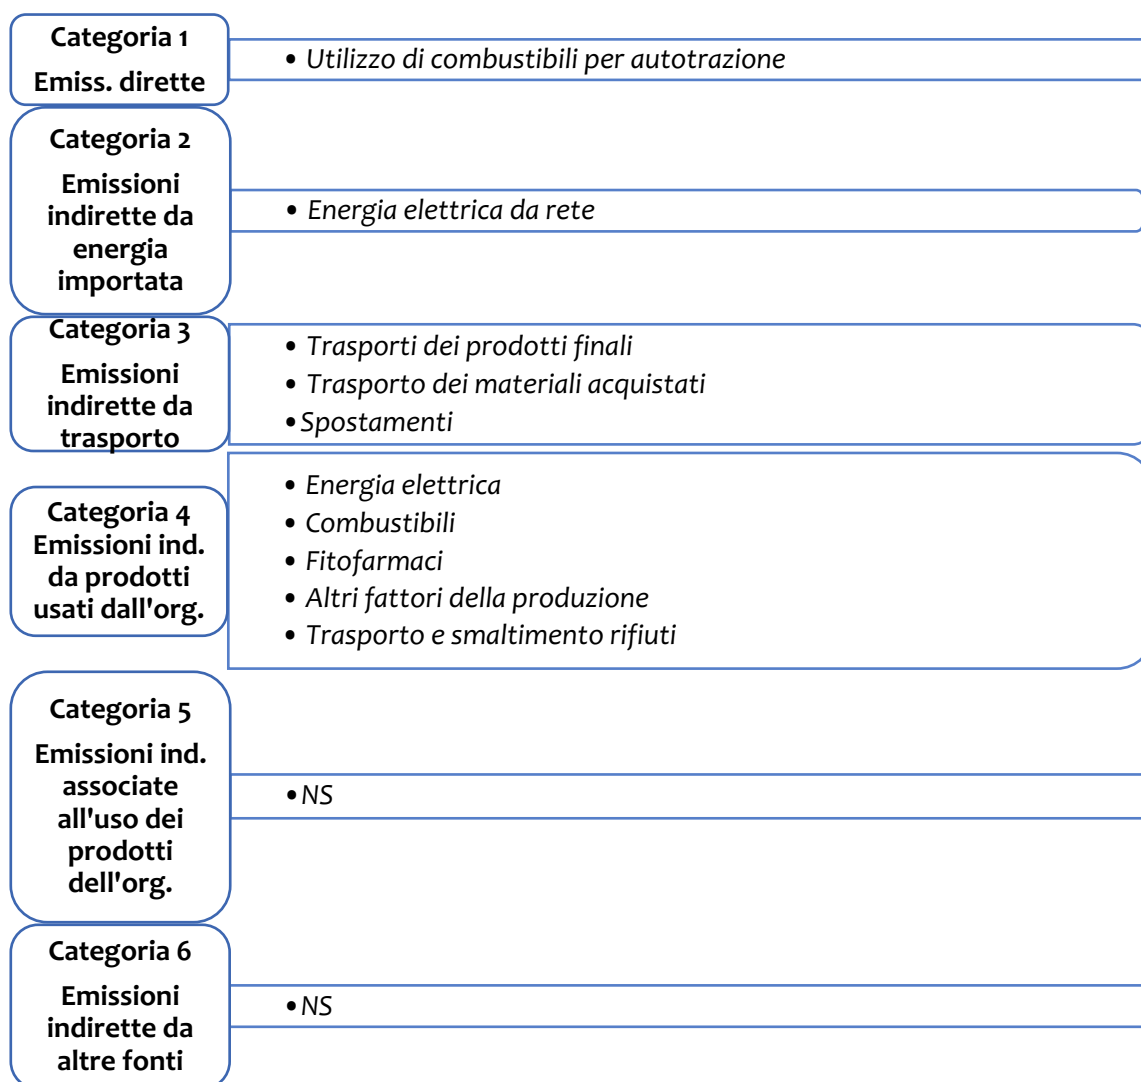 Categoria 1
Emiss. dirette
• Utilizzo di combustibili per autotrazione
Categoria 2
Emissioni
indirette da
energia
importata
• Energia elettrica da rete
Categoria 3
Emissioni
indirette da
trasporto
• Trasporti dei prodotti finali
• Trasporto dei materiali acquistati
•Spostamenti
Categoria 4
Emissioni ind.
da prodotti
usati dall'org.
• Energia elettrica
• Combustibili
• Fitofarmaci
• Altri fattori della produzione
• Trasporto e smaltimento rifiuti
Categoria 5
Emissioni ind.
associate
all'uso dei
prodotti
dell'org.
•NS
Categoria 6
Emissioni
indirette da
altre fonti
•NS